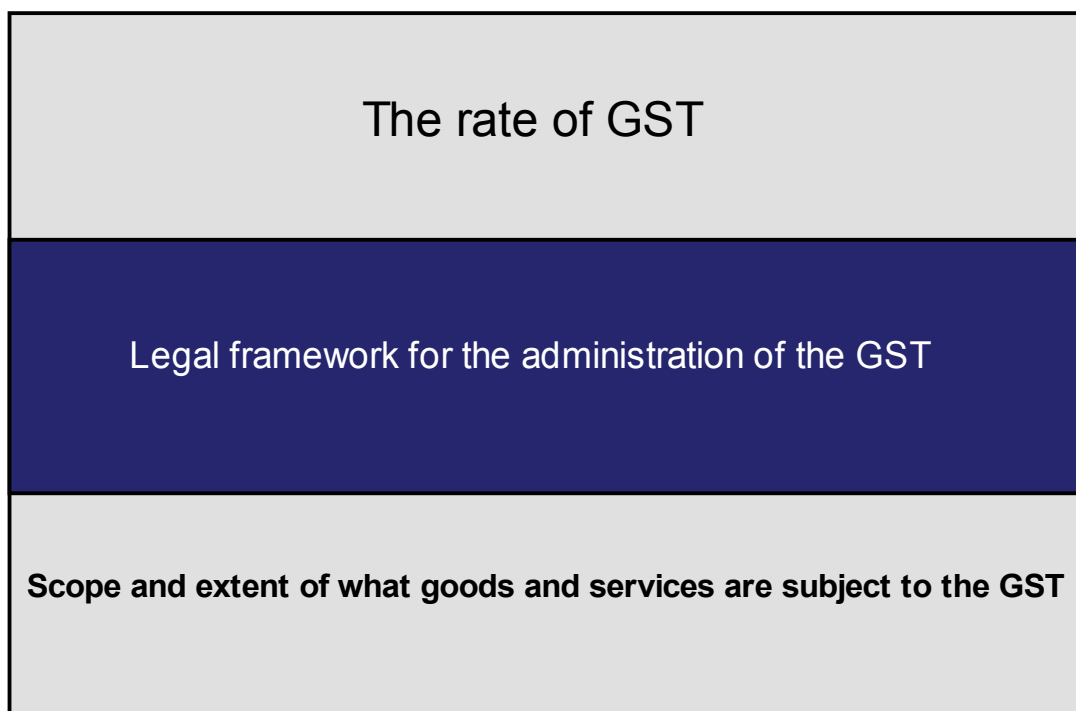 The rate of GST
Legal framework for the administration of the GST
Scope and extent of what goods and services are subject to the GST